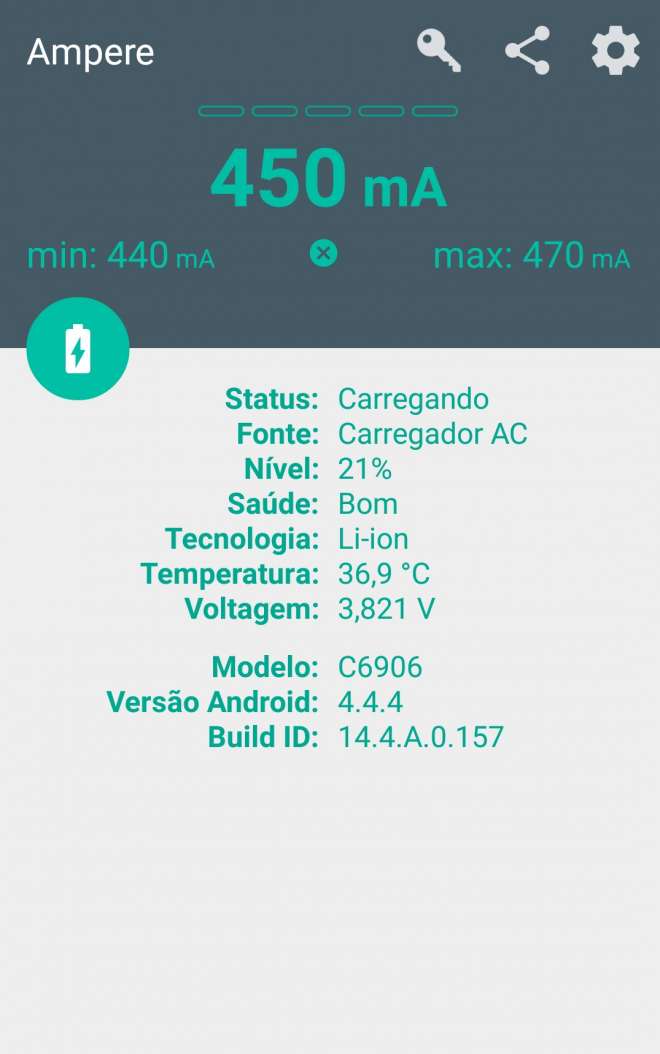 Ampere
450 mA
min: 440 mA max: 470 mA
Status: Carregando
Fonte: Carregador AC
Nível: 21%
Saúde: Bom
Tecnologia: Li-ion
Temperatura: 36,9 °C
Voltagem: 3,821 V
Modelo: C6906
Versão Android: 4.4.4
Build ID: 14.4.A.0.157